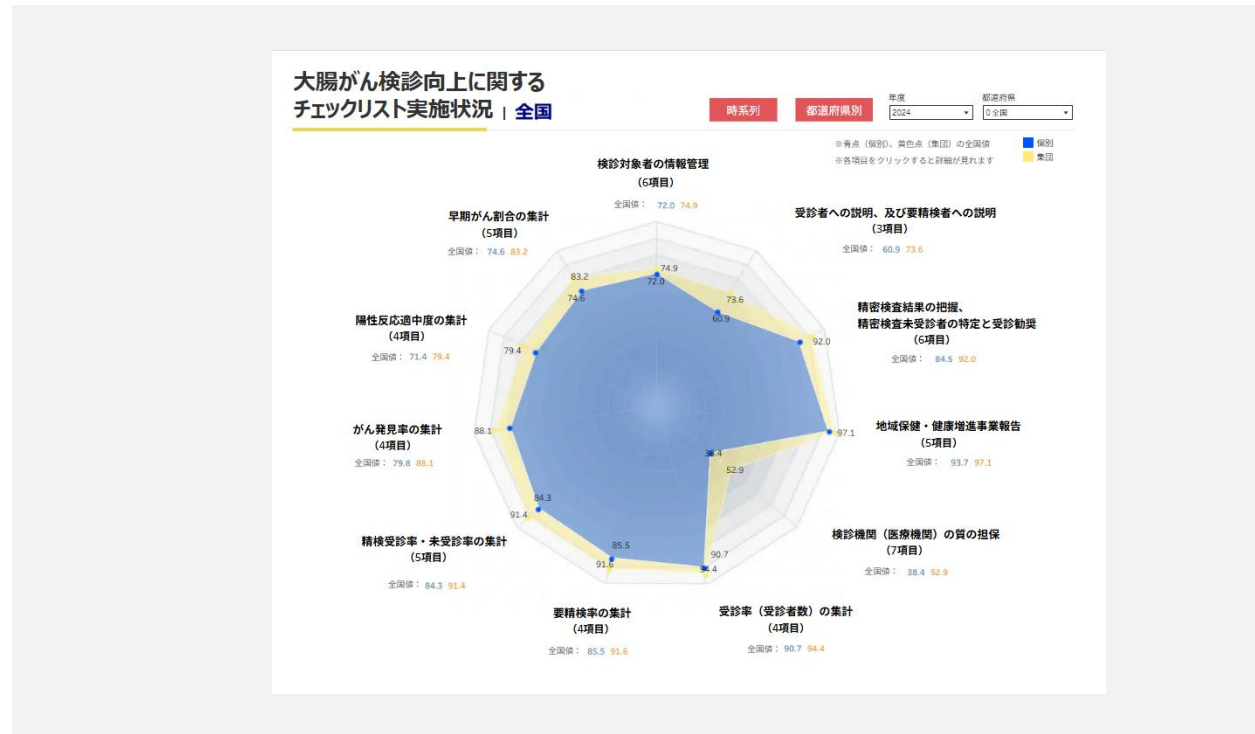 大腸がん検診向上に関する
チェックリスト実施状況 | 全国
時系列
都道府県別
年度
2024
都道府県
0 全国
※青点（個別）、黄色点（集団）の全国値
※各項目をクリックすると詳細が見れます
個別
集団
検診対象者の情報管理
（6項目）
全国値： 72.0 74.9
受診者への説明、及び要精検者への説明
（3項目）
全国値： 60.9 73.6
精密検査結果の把握、
精密検査未受診者の特定と受診勧奨
（6項目）
全国値： 84.5 92.0
地域保健・健康増進事業報告
（5項目）
全国値： 93.7 97.1
検診機関（医療機関）の質の担保
（7項目）
全国値： 38.4 52.9
受診率（受診者数）の集計
（4項目）
全国値： 90.7 94.4
要精検率の集計
（4項目）
全国値： 85.5 91.6
精検受診率・未受診率の集計
（5項目）
全国値： 84.3 91.4
がん発見率の集計
（4項目）
全国値： 79.8 88.1
陽性反応適中度の集計
（4項目）
全国値： 71.4 79.4
早期がん割合の集計
（5項目）
全国値： 74.6 83.2
74.9
72.0
73.6
60.9
92.0
97.1
38.4
52.9
90.7
94.4
85.5
91.6
84.3
91.4
88.1
79.4
83.2
74.6